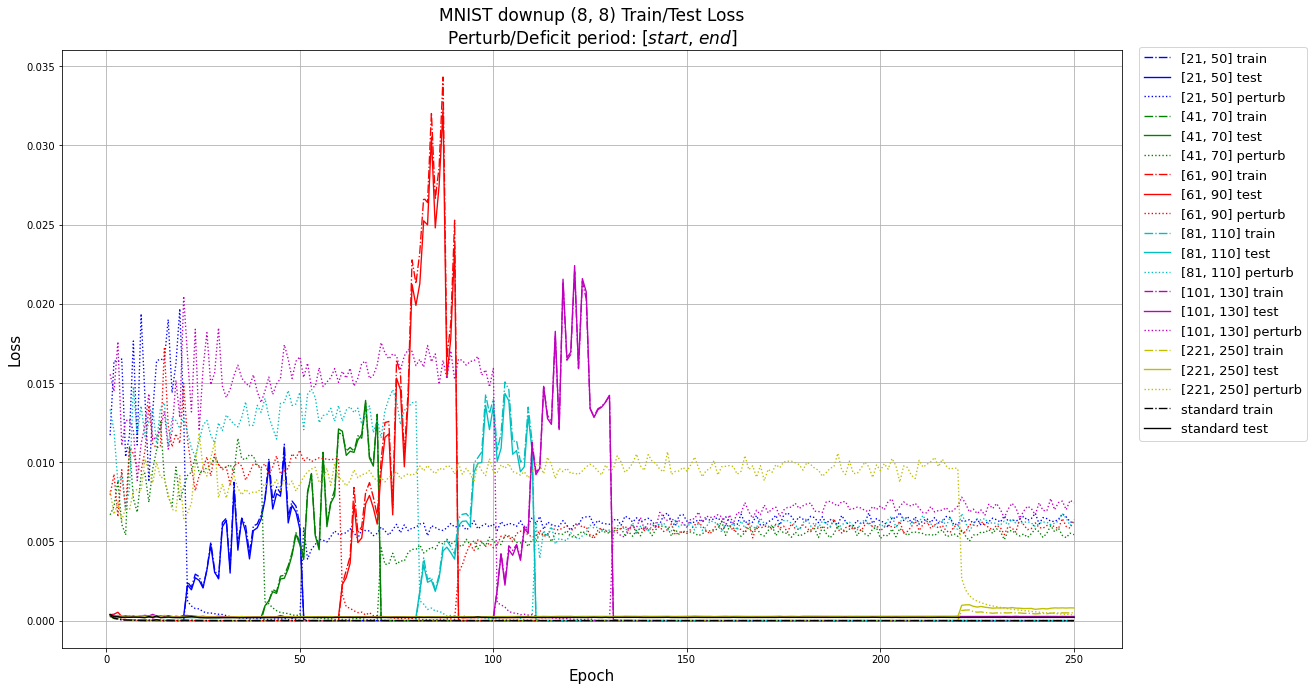 MNIST downup (8, 8) Train/Test Loss
Perturb/Deficit period: [start, end]
Loss
0.035
0.030
0.025
0.020
0.015
0.010
0.005
0.000
0
50
100
150
200
250
Epoch
[21, 50] train
[21, 50] test
[21, 50] perturb
[41, 70] train
[41, 70] test
[41, 70] perturb
[61, 90] train
[61, 90] test
[61, 90] perturb
[81, 110] train
[81, 110] test
[81, 110] perturb
[101, 130] train
[101, 130] test
[101, 130] perturb
[221, 250] train
[221, 250] test
[221, 250] perturb
standard train
standard test